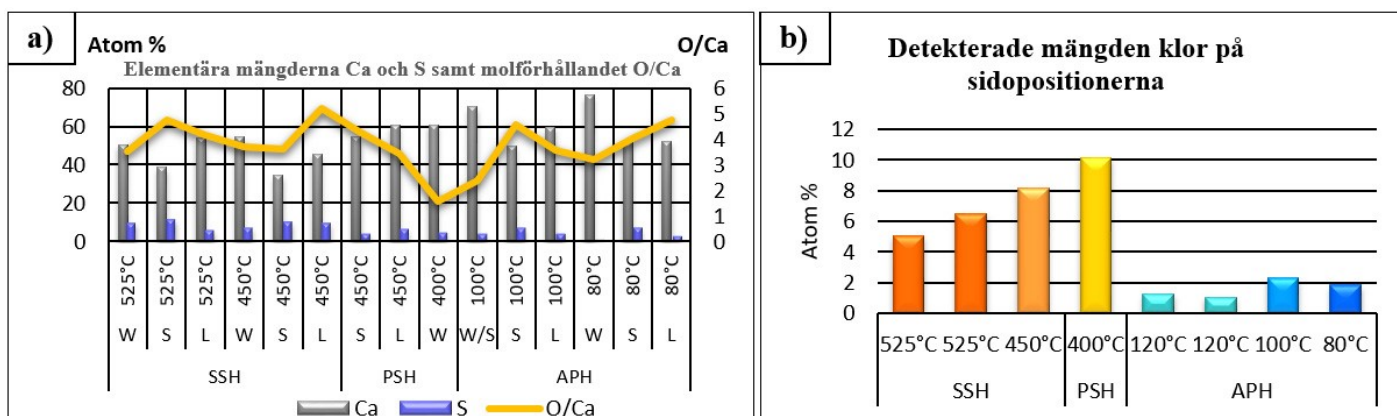 a)
Atom %
O/Ca
Elementära mängderna Ca och S samt molförhållandet O/Ca
80
60
40
20
0
6
5
4
3
2
1
0
525°C 525°C 525°C 450°C 450°C 450°C 450°C 450°C 400°C 100°C 100°C 100°C 80°C 80°C 80°C
W S L W S L S L W W/S S L W S L
SSH PSH APH
Ca S O/Ca
b)
Detekterade mängden klor på
sidopositionerna
Atom %
12
10
8
6
4
2
0
525°C 525°C 450°C 400°C 120°C 120°C 100°C 80°C
SSH PSH APH